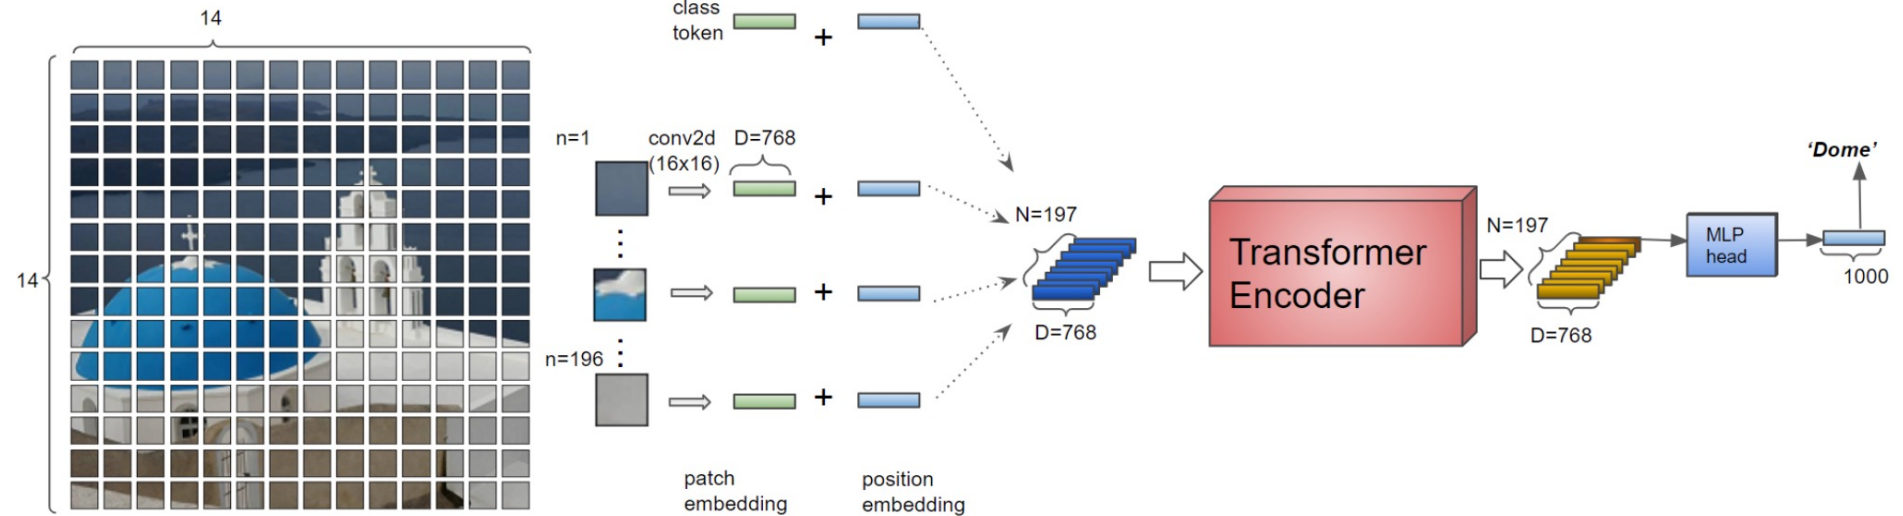 14
14
class
token
+
n=1
conv2d
(16x16)
D=768
+
+
n=196
+
patch
embedding
position
embedding
N=197
D=768
Transformer
Encoder
N=197
D=768
MLP
head
‘Dome’
1000